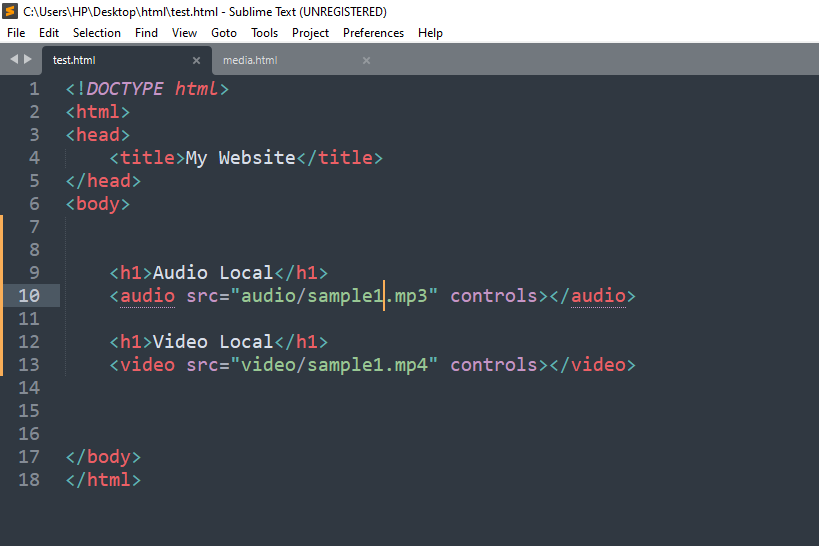 C:\Users\HP\Desktop\html\test.html - Sublime Text (UNREGISTERED)
File Edit Selection Find View Goto Tools Project Preferences Help
test.html × media.html ×
1 <!DOCTYPE html>
2 <html>
3 <head>
4     <title>My Website</title>
5 </head>
6 <body>
7
8
9     <h1>Audio Local</h1>
10     <audio src="audio/sample1.mp3" controls></audio>
11
12     <h1>Video Local</h1>
13     <video src="video/sample1.mp4" controls></video>
14
15
16
17 </body>
18 </html>